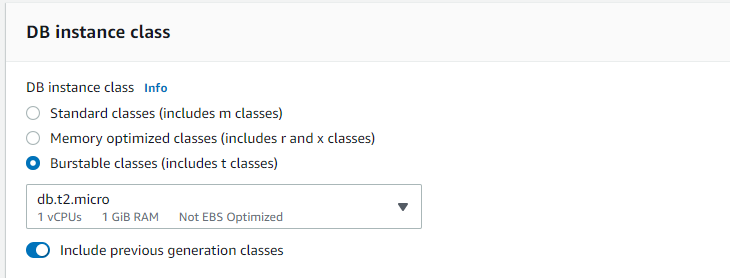 DB instance class
DB instance class Info
Standard classes (includes m classes)
Memory optimized classes (includes r and x classes)
Burstable classes (includes t classes)
db.t2.micro
1 vCPUs 1 GiB RAM Not EBS Optimized
Include previous generation classes